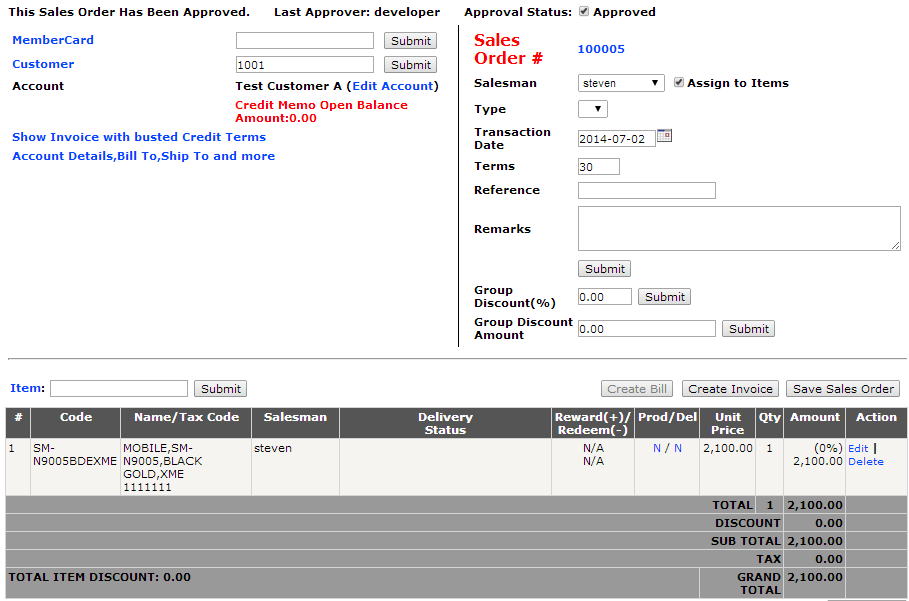 This Sales Order Has Been Approved. Last Approver: developer Approval Status: Approved
MemberCard Submit
Customer 1001 Submit
Account Test Customer A (Edit Account)
Credit Memo Open Balance
Amount:0.00
Show Invoice with busted Credit Terms
Account Details,Bill To,Ship To and more
Sales
Order # 100005
Salesman steven Assign to Items
Type
Transaction
Date 2014-07-02
Terms 30
Reference
Remarks
Submit
Group
Discount(%) 0.00 Submit
Group Discount
Amount 0.00 Submit
Item: Submit Create Bill Create Invoice Save Sales Order
# Code Name/Tax Code Salesman Delivery
Status Reward(+)/
Redeem(-) Prod/Del Unit
Price Qty Amount Action
1 SM-
N9005BDEXME MOBILE,SM-
N9005,BLACK
GOLD,XME
1111111 steven N/A
N/A N / N 2,100.00 1 (0%)
2,100.00 Edit |
Delete
TOTAL 1 2,100.00
DISCOUNT 0.00
SUB TOTAL 2,100.00
TAX 0.00
TOTAL ITEM DISCOUNT: 0.00 GRAND
TOTAL 2,100.00